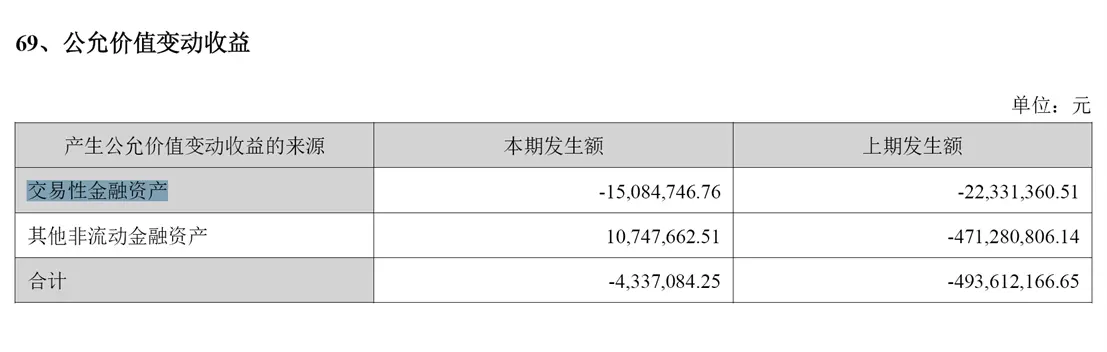 69、公允价值变动收益
单位：元
产生公允价值变动收益的来源 本期发生额 上期发生额
交易性金融资产 -15,084,746.76 -22,331,360.51
其他非流动金融资产 10,747,662.51 -471,280,806.14
合计 -4,337,084.25 -493,612,166.65